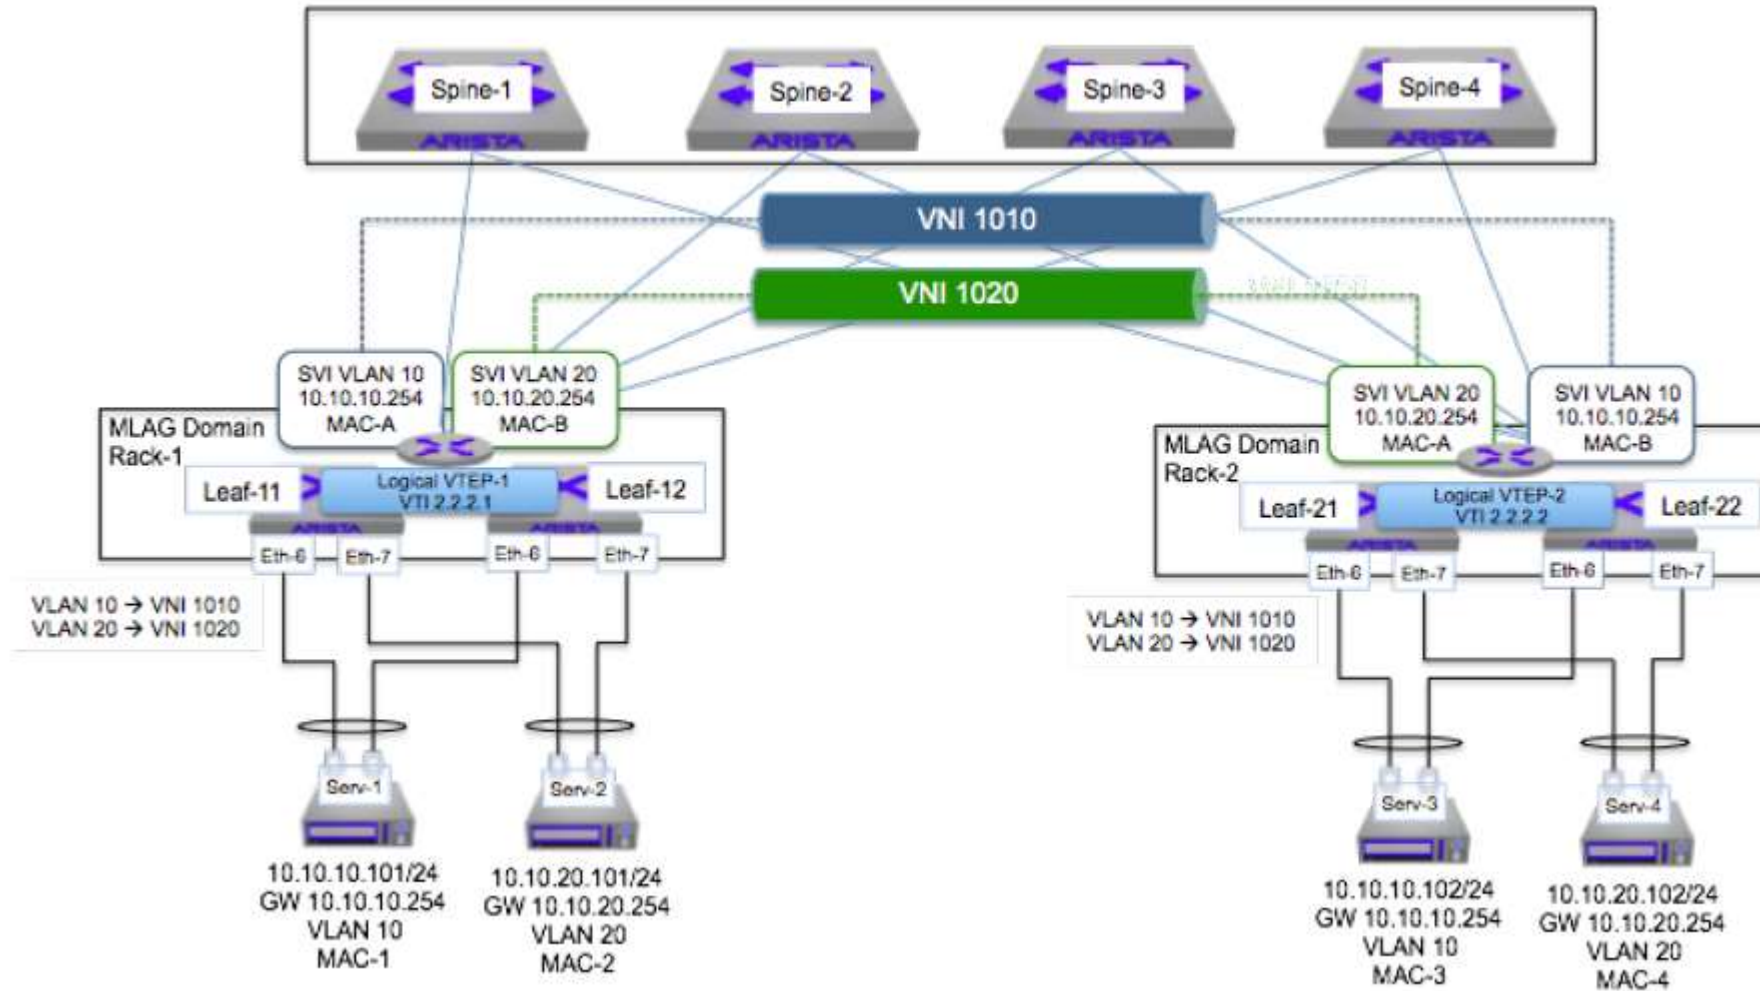 Spine-1
Spine-2
Spine-3
Spine-4
ARISTA
ARISTA
ARISTA
ARISTA
VNI 1010
VNI 1020
SVI VLAN 10
10.10.10.254
MAC-A
SVI VLAN 20
10.10.20.254
MAC-B
SVI VLAN 20
10.10.20.254
MAC-A
SVI VLAN 10
10.10.10.254
MAC-B
MLAG Domain
Rack-1
Leaf-11
Logical VTEP-1
VTI 2.2.2.1
Leaf-12
ARISTA
ARISTA
Eth-6
Eth-7
Eth-6
Eth-7
MLAG Domain
Rack-2
Leaf-21
Logical VTEP-2
VTI 2.2.2.2
Leaf-22
ARISTA
ARISTA
Eth-6
Eth-7
Eth-6
Eth-7
VLAN 10 → VNI 1010
VLAN 20 → VNI 1020
VLAN 10 → VNI 1010
VLAN 20 → VNI 1020
Serv-1
10.10.10.101/24
GW 10.10.10.254
VLAN 10
MAC-1
Serv-2
10.10.20.101/24
GW 10.10.20.254
VLAN 20
MAC-2
Serv-3
10.10.10.102/24
GW 10.10.10.254
VLAN 10
MAC-3
Serv-4
10.10.20.102/24
GW 10.10.20.254
VLAN 20
MAC-4